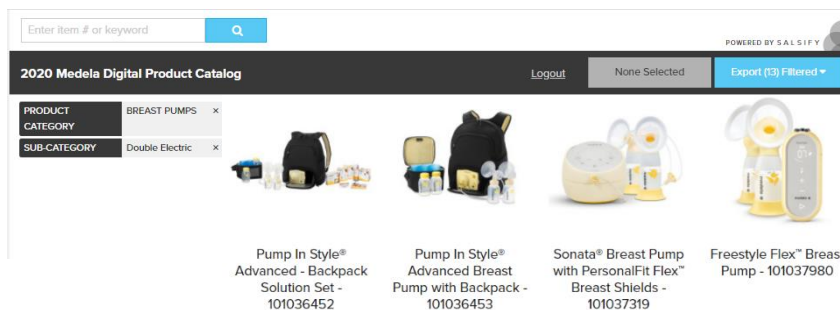 Enter item # or keyword
POWERED BY SALSIFY
2020 Medela Digital Product Catalog
Logout
None Selected
Export (13) Filtered
PRODUCT CATEGORY
BREAST PUMPS ×
SUB-CATEGORY
Double Electric ×
Pump In Style®
Advanced - Backpack
Solution Set -
101036452
Pump In Style®
Advanced Breast
Pump with Backpack -
101036453
Sonata® Breast Pump
with PersonalFit Flex™
Breast Shields -
101037319
Freestyle Flex™ Breas
Pump - 101037980